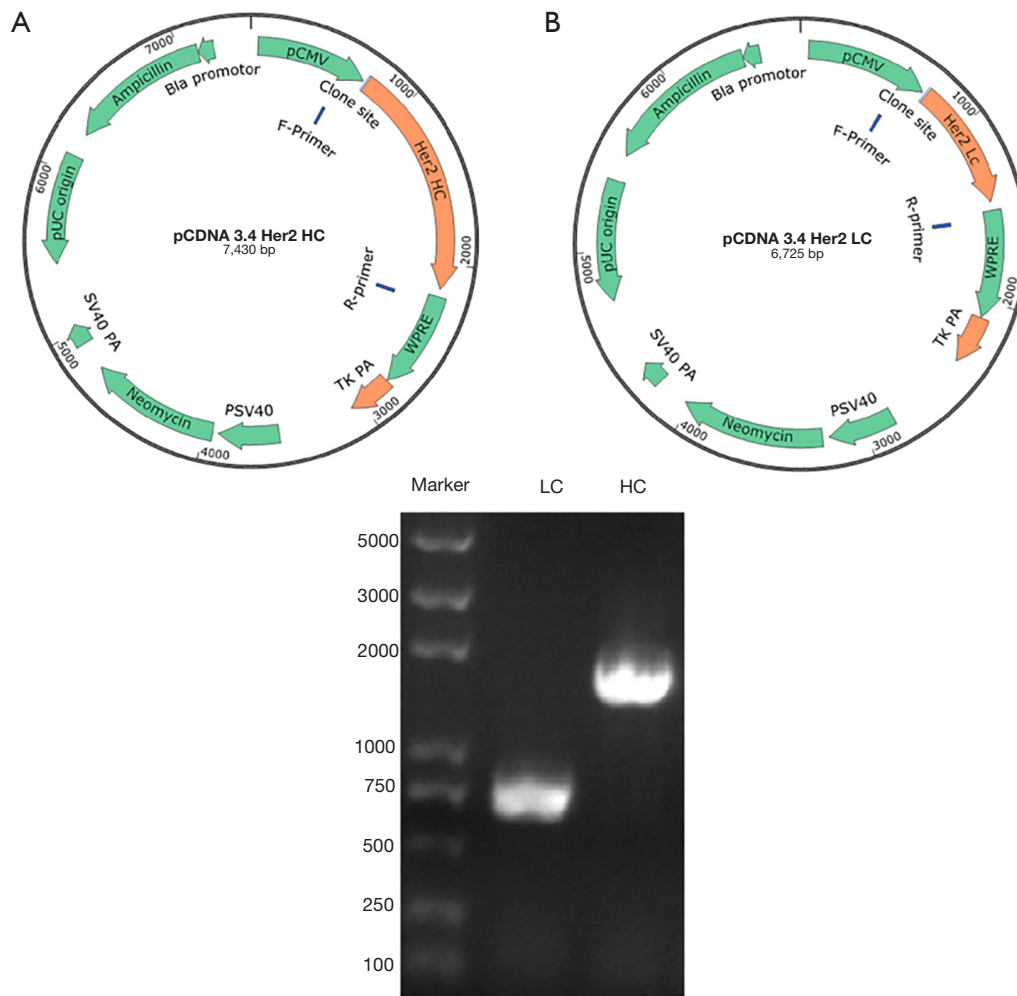 A
7000
Ampicillin
Bla promotor
pCMV
Clone site
1000
F-Primer
Her2 HC
6000
pUC origin
pCDNA 3.4 Her2 HC
7,430 bp
2000
R-primer
WPRE
SV40 PA
5000
TK PA
3000
Neomycin
PSV40
4000
B
6000
Ampicillin
Bla promotor
pCMV
Clone site
1000
F-Primer
Her2 Lc
R-primer
pUC origin
pCDNA 3.4 Her2 LC
6,725 bp
5000
WPRE
2000
TK PA
SV40 PA
Neomycin
PSV40
4000
3000
Marker LC HC
5000
3000
2000
1000
750
500
250
100